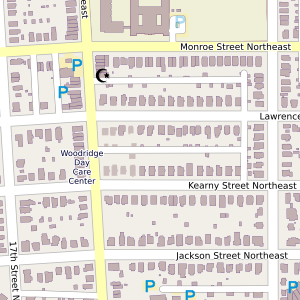 east
P
Monroe Street Northeast
P
P
Lawrence
Woodridge
Day
Care
Center
Kearny Street Northeast
17th Street N
Jackson Street Northeast
P
P
P
P